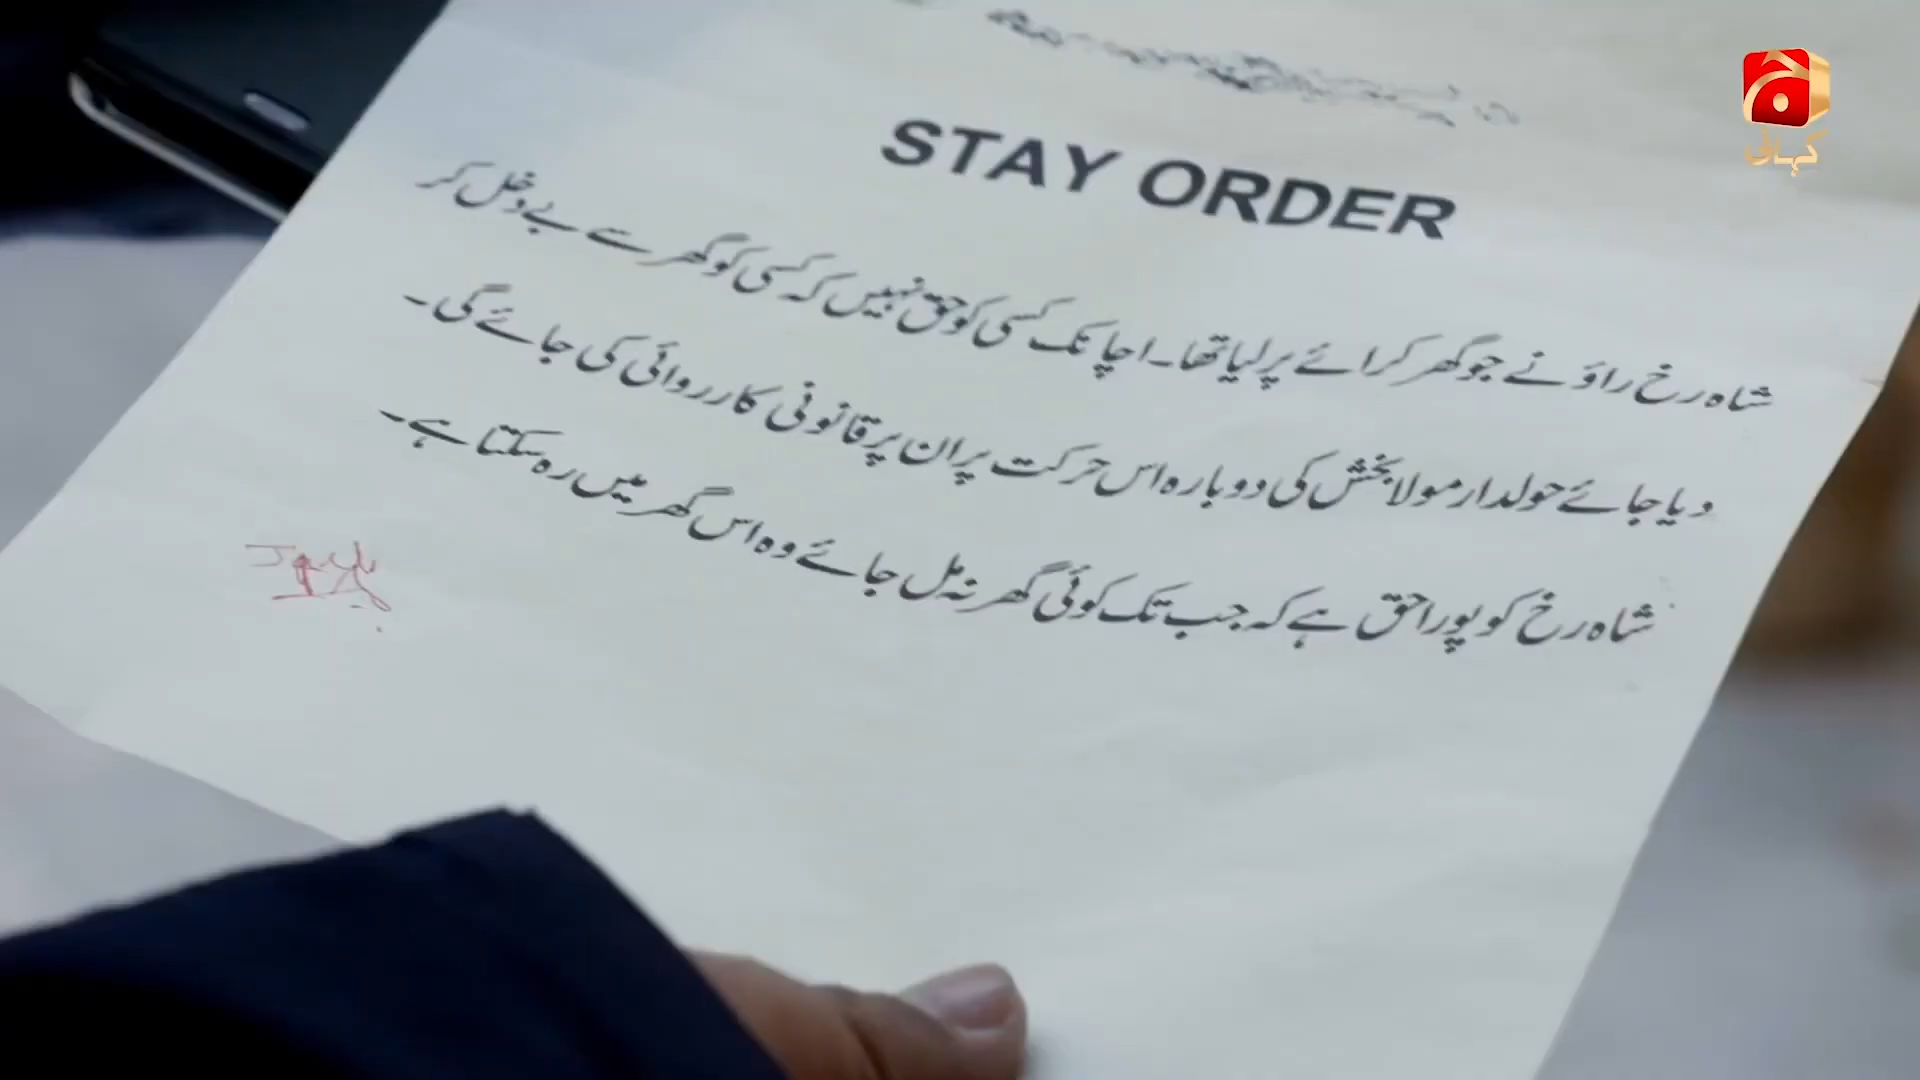 STAY ORDER
شاہ رخ راؤ نے جو گھر کرائے پر لیا تھا۔ اچانک کسی کو حق نہیں کہ کسی کو گھر سے بے دخل کر
دیا جائے حولدار مولا بخش کی دوبارہ اس حرکت پر ان پر قانونی کارروائی کی جائے گی۔
شاہ رخ کو پورا حق ہے کہ جب تک کوئی گھر نہ مل جائے وہ اس گھر میں رہ سکتا ہے۔
کہانی